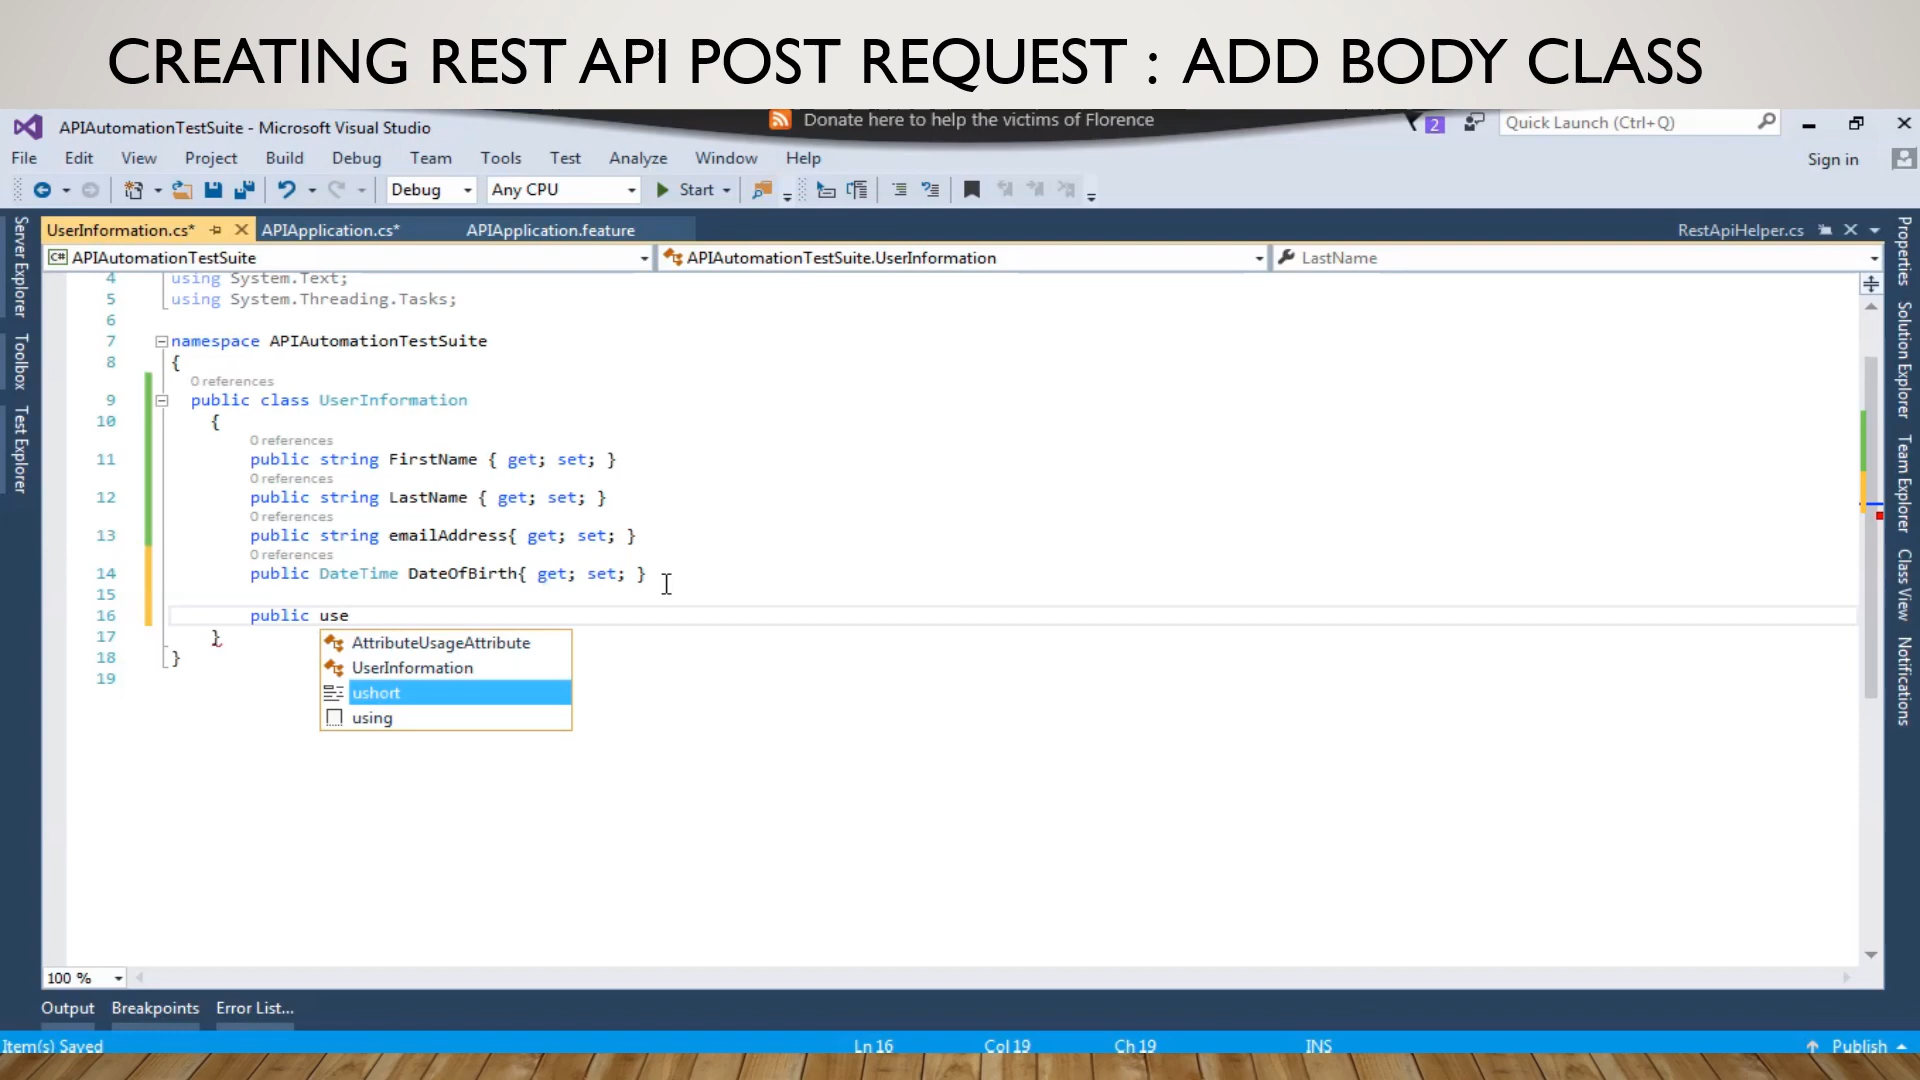 CREATING REST API POST REQUEST : ADD BODY CLASS
APIAutomationTestSuite - Microsoft Visual Studio
Donate here to help the victims of Florence
2
Quick Launch (Ctrl+Q)
File Edit View Project Build Debug Team Tools Test Analyze Window Help
Sign in
Debug Any CPU Start
UserInformation.cs* APIApplication.cs* APIApplication.feature RestApiHelper.cs
C# APIAutomationTestSuite APIAutomationTestSuite.UserInformation LastName
Server Explorer
Toolbox
Test Explorer
4 using System.Text;
5 using System.Threading.Tasks;
6
7 namespace APIAutomationTestSuite
8 {
0 references
9 public class UserInformation
10 {
0 references
11 public string FirstName { get; set; }
0 references
12 public string LastName { get; set; }
0 references
13 public string emailAddress{ get; set; }
0 references
14 public DateTime DateOfBirth{ get; set; }
15
16 public use
17 }
18 }
19
AttributeUsageAttribute
UserInformation
ushort
using
Properties
Solution Explorer
Team Explorer
Class View
Notifications
100 %
Output Breakpoints Error List...
Item(s) Saved Ln 16 Col 19 Ch 19 INS Publish